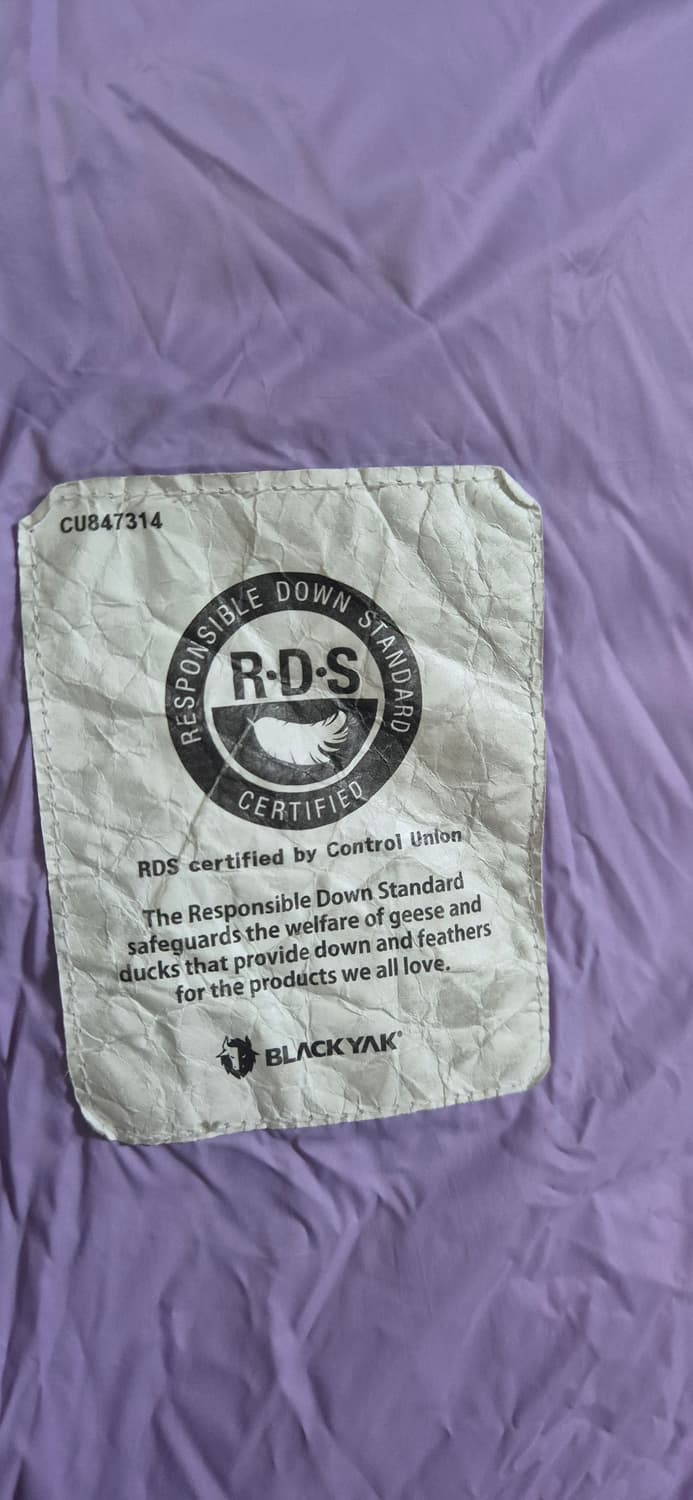 CU847314
RESPONSIBLE DOWN STANDARD
R·D·S
CERTIFIED
RDS certified by Control Union
The Responsible Down Standard
safeguards the welfare of geese and
ducks that provide down and feathers
for the products we all love.
BLACKYAK®